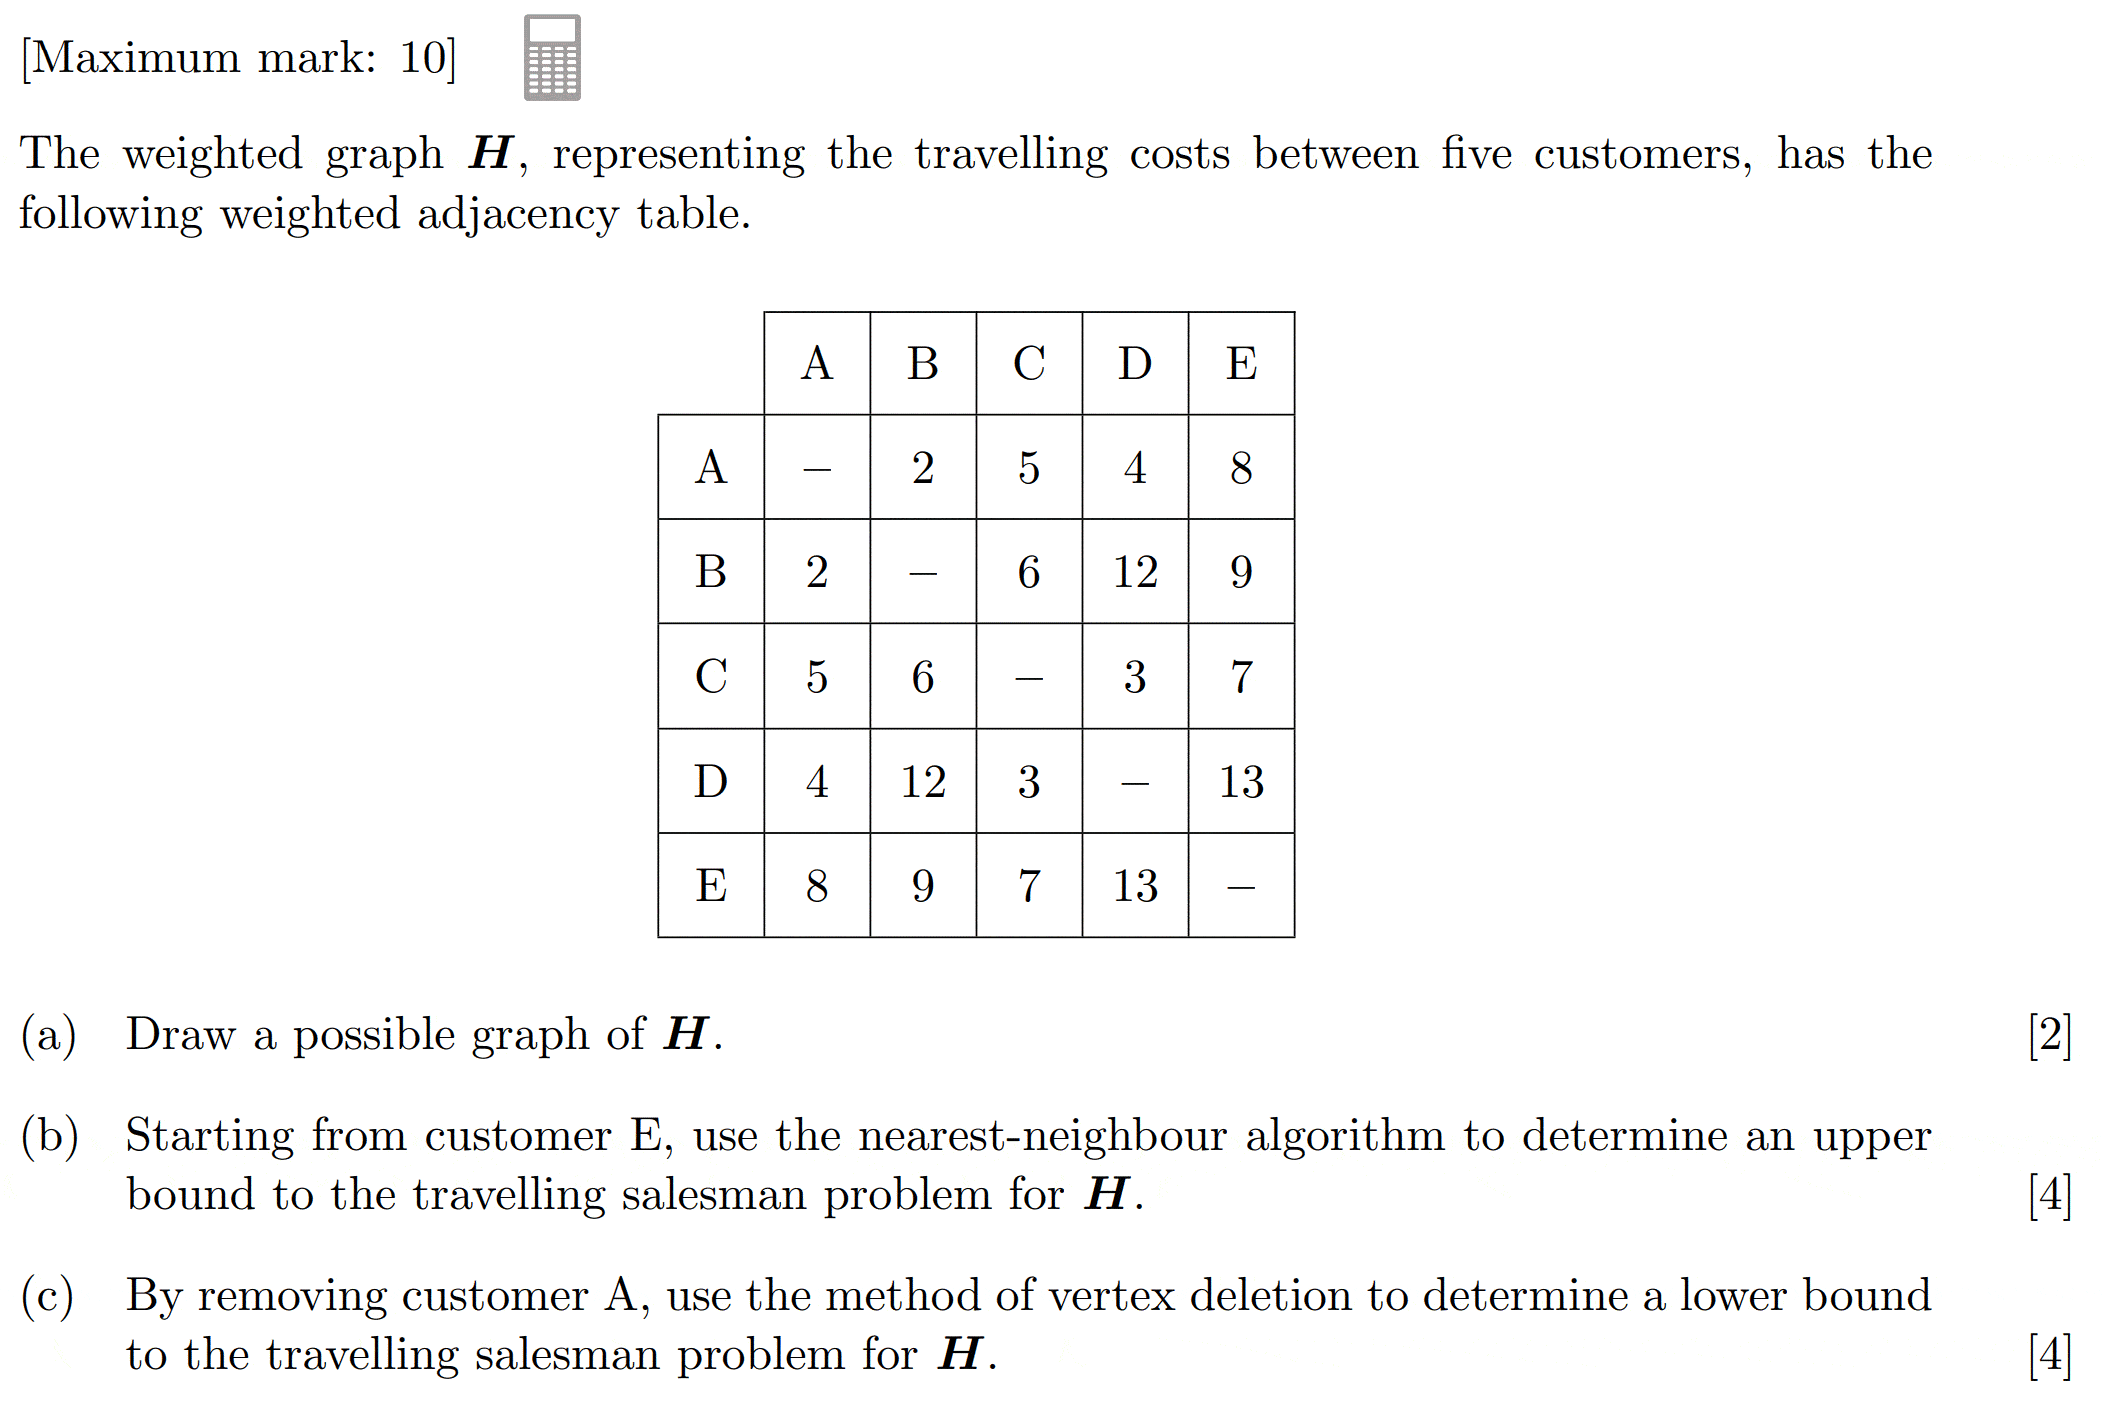 [Maximum mark: 10]
The weighted graph H, representing the travelling costs between five customers, has the
following weighted adjacency table.
A B C D E
A – 2 5 4 8
B 2 – 6 12 9
C 5 6 – 3 7
D 4 12 3 – 13
E 8 9 7 13 –
(a) Draw a possible graph of H. [2]
(b) Starting from customer E, use the nearest-neighbour algorithm to determine an upper
bound to the travelling salesman problem for H. [4]
(c) By removing customer A, use the method of vertex deletion to determine a lower bound
to the travelling salesman problem for H. [4]